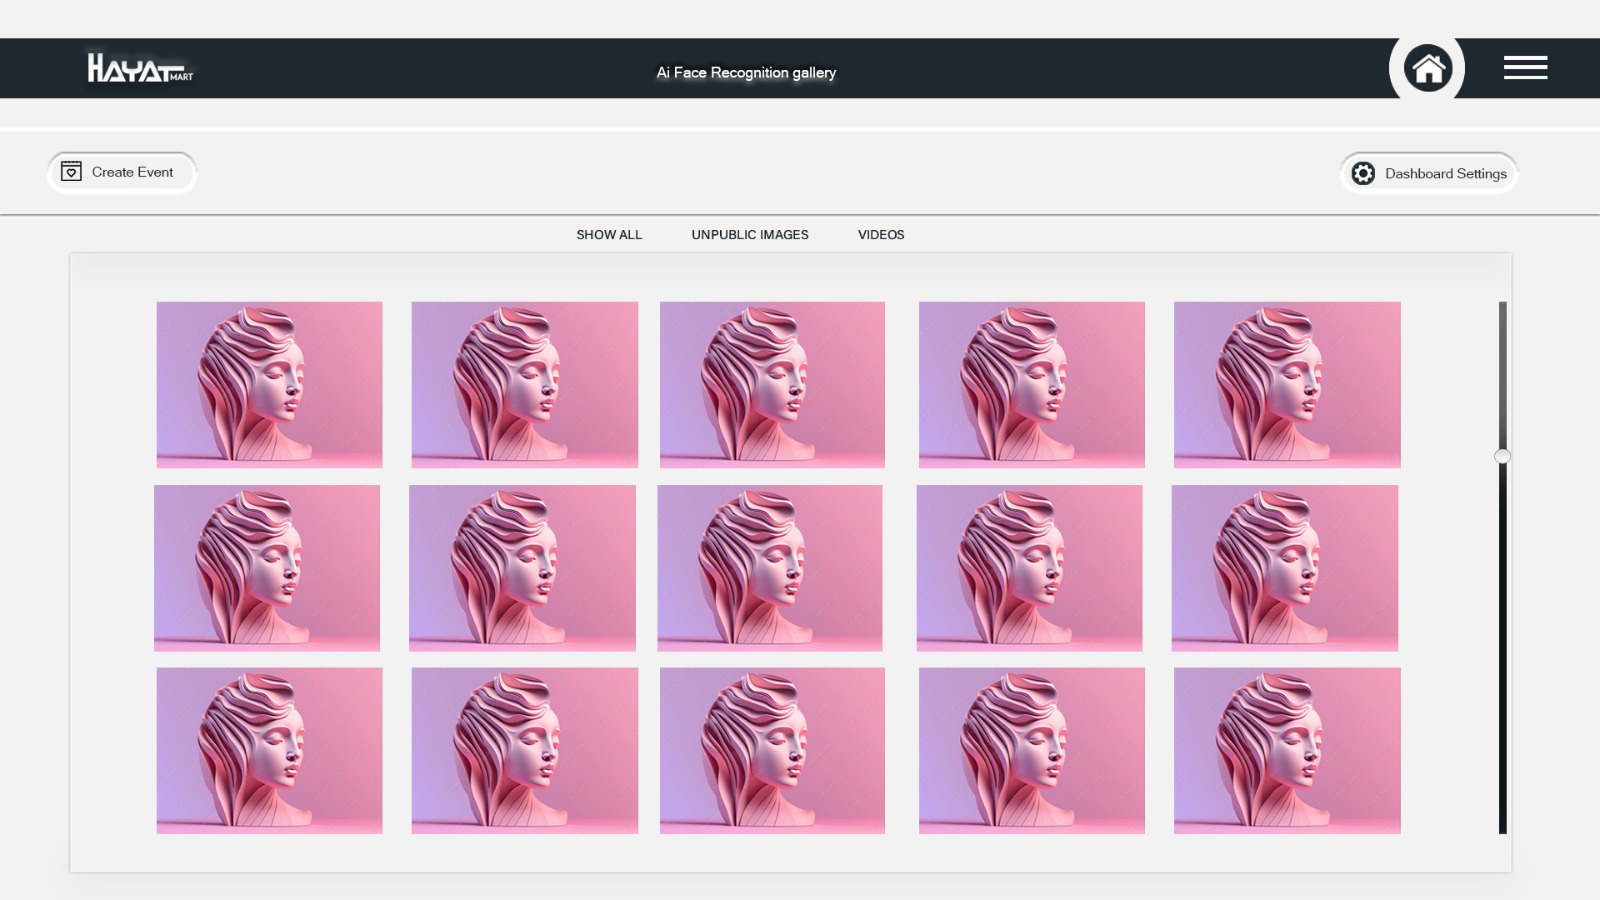 HAYAT MART
Ai Face Recognition gallery
Create Event
Dashboard Settings
SHOW ALL
UNPUBLIC IMAGES
VIDEOS